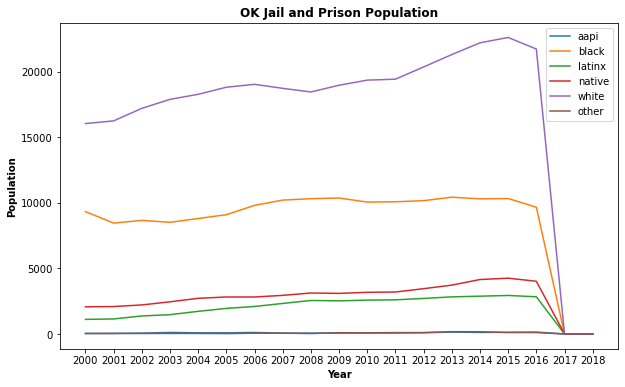 OK Jail and Prison Population
aapi
black
latinx
native
white
other
20000
15000
10000
5000
0
Population
2000 2001 2002 2003 2004 2005 2006 2007 2008 2009 2010 2011 2012 2013 2014 2015 2016 2017 2018
Year